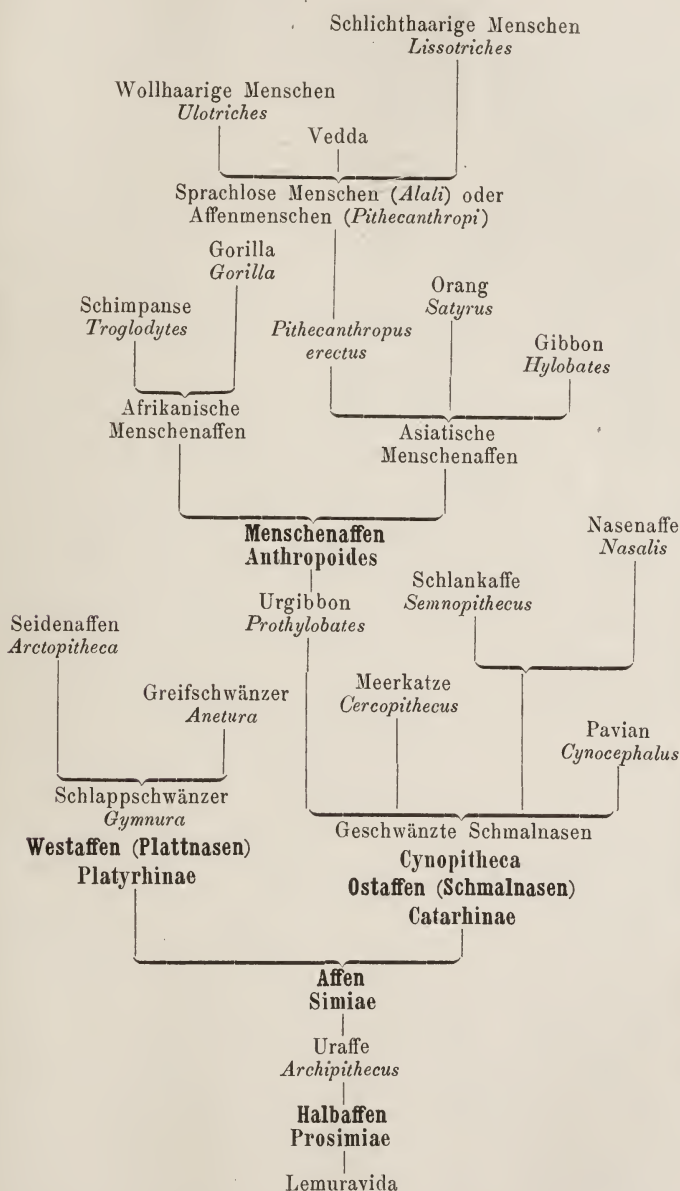 Schlichthaarige Menschen
Lissotriches
Wollhaarige Menschen
Ulotriches
Vedda
Sprachlose Menschen (Alali) oder
Affenmenschen (Pithecanthropi)
Gorilla
Gorilla
Schimpanse
Troglodytes
Pithecanthropus
erectus
Orang
Satyrus
Gibbon
Hylobates
Afrikanische
Menschenaffen
Asiatische
Menschenaffen
Menschenaffen
Anthropoides
Nasenaffe
Nasalis
Schlankaffe
Semnopithecus
Urgibbon
Prothylobates
Seidenaffen
Arctopitheca
Greifschwänzer
Anetura
Meerkatze
Cercopithecus
Pavian
Cynocephalus
Schlappschwänzer
Gymnura
Westaffen (Plattnasen)
Platyrhinae
Geschwänzte Schmalnasen
Cynopitheca
Ostaffen (Schmalnasen)
Catarhinae
Affen
Simiae
Uraffe
Archipithecus
Halbaffen
Prosimiae
Lemuravida